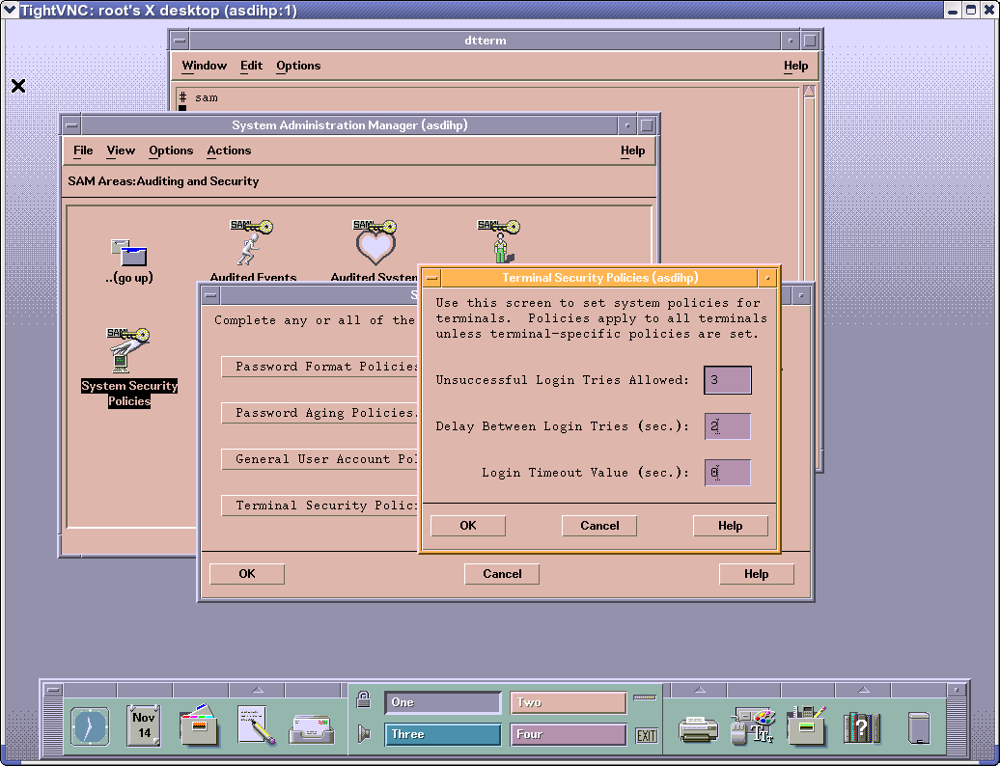 TightVNC: root's X desktop (asdihp:1)
dtterm
Window Edit Options Help
# sam
System Administration Manager (asdihp)
File View Options Actions Help
SAM Areas:Auditing and Security
SAM
SAM
SAM
..(go up)
Audited Events
Audited System
SAM
System Security
Policies
S
Complete any or all of the
Password Format Policies
Password Aging Policies.
General User Account Pol
Terminal Security Polic
OK Cancel Help
Terminal Security Policies (asdihp)
Use this screen to set system policies for
terminals. Policies apply to all terminals
unless terminal-specific policies are set.
Unsuccessful Login Tries Allowed: 3
Delay Between Login Tries (sec.): 2
Login Timeout Value (sec.): 0
OK Cancel Help
One
Two
Three
Four
EXIT
Nov
14
?